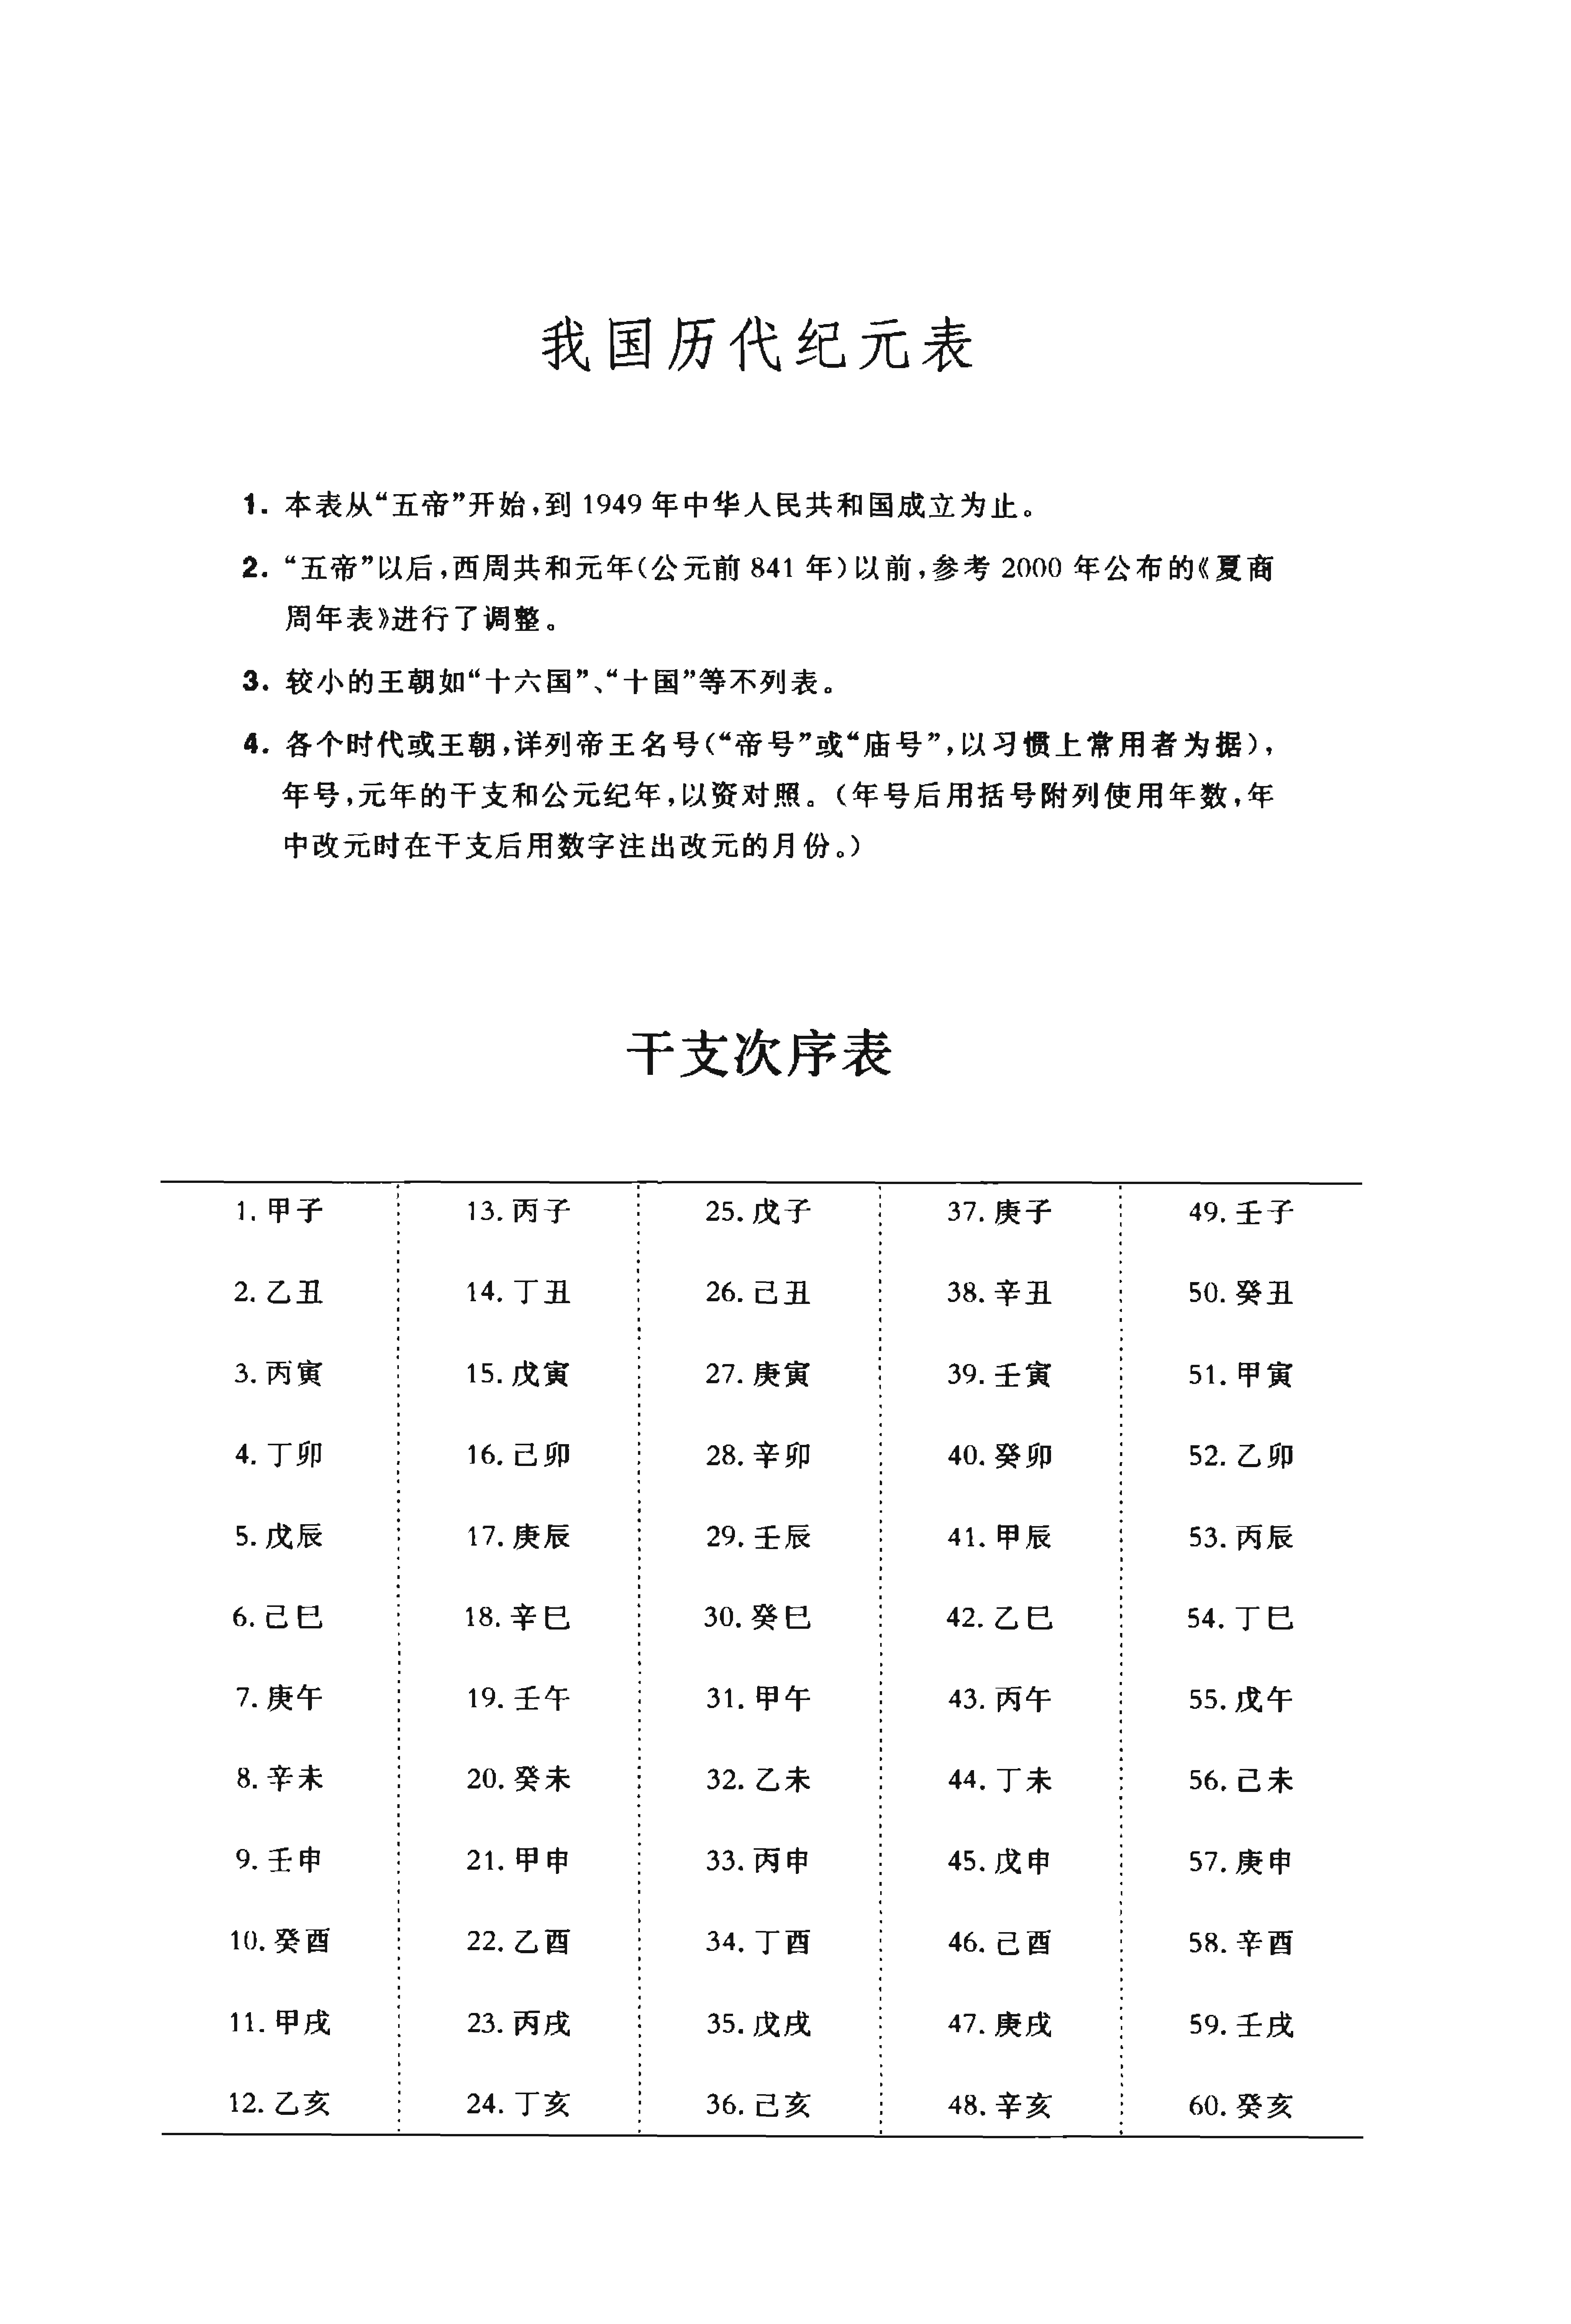 我国历代纪元表
1. 本表从“五帝”开始,到 1949 年中华人民共和国成立为止。
2. “五帝”以后,西周共和元年(公元前 841 年)以前,参考 2000 年公布的《夏商
周年表》进行了调整。
3. 较小的王朝如“十六国”、“十国”等不列表。
4. 各个时代或王朝,详列帝王名号(“帝号”或“庙号”,以习惯上常用者为据),
年号,元年的干支和公元纪年,以资对照。(年号后用括号附列使用年数,年
中改元时在干支后用数字注出改元的月份。)
干支次序表
1. 甲子 13. 丙子 25. 戊子 37. 庚子 49. 壬子
2. 乙丑 14. 丁丑 26. 己丑 38. 辛丑 50. 癸丑
3. 丙寅 15. 戊寅 27. 庚寅 39. 壬寅 51. 甲寅
4. 丁卯 16. 己卯 28. 辛卯 40. 癸卯 52. 乙卯
5. 戊辰 17. 庚辰 29. 壬辰 41. 甲辰 53. 丙辰
6. 己巳 18. 辛巳 30. 癸巳 42. 乙巳 54. 丁巳
7. 庚午 19. 壬午 31. 甲午 43. 丙午 55. 戊午
8. 辛未 20. 癸未 32. 乙未 44. 丁未 56. 己未
9. 壬申 21. 甲申 33. 丙申 45. 戊申 57. 庚申
10. 癸酉 22. 乙酉 34. 丁酉 46. 己酉 58. 辛酉
11. 甲戌 23. 丙戌 35. 戊戌 47. 庚戌 59. 壬戌
12. 乙亥 24. 丁亥 36. 己亥 48. 辛亥 60. 癸亥